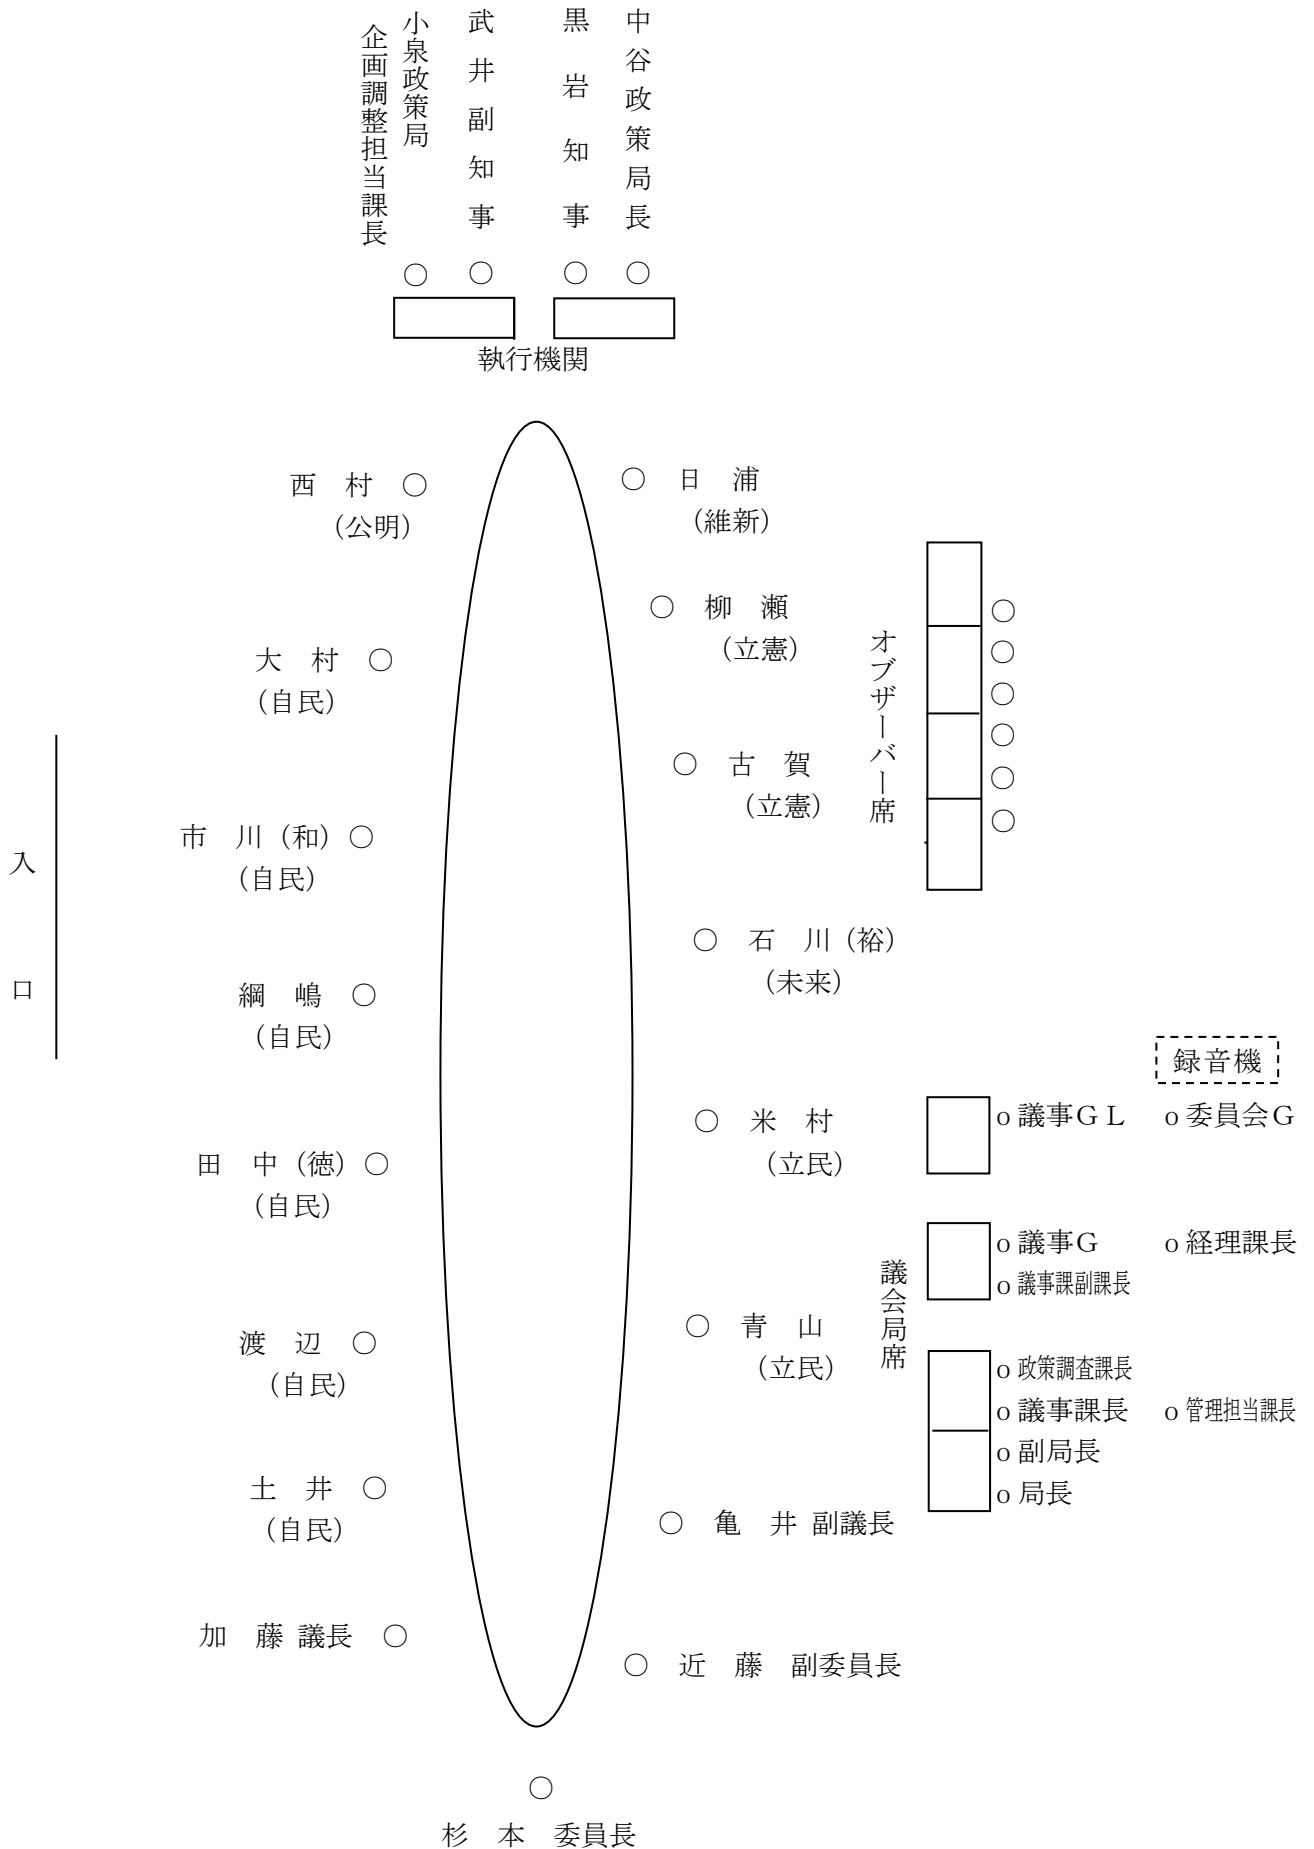 中谷政策局長
黒岩知事
武井副知事
小泉政策局
企画調整担当課長
○ ○ ○ ○
執行機関
西 村 ○
（公明）
○ 日 浦
（維新）
○ 柳 瀬
（立憲）
大 村 ○
（自民）
オブザーバー席
○
○
○
○
○
○
○ 古 賀
（立憲）
市 川（和）○
（自民）
入 口
○ 石 川（裕）
（未来）
綱 嶋 ○
（自民）
録音機
○ 米 村
（立民）
o 議事ＧＬ o 委員会Ｇ
田 中（徳）○
（自民）
o 議事Ｇ o 経理課長
o 議事課副課長
議会局席
○ 青 山
（立民）
渡 辺 ○
（自民）
o 政策調査課長
o 議事課長 o 管理担当課長
o 副局長
o 局長
土 井 ○
（自民）
○ 亀 井 副議長
加 藤 議長 ○
○ 近 藤 副委員長
○
杉 本 委員長